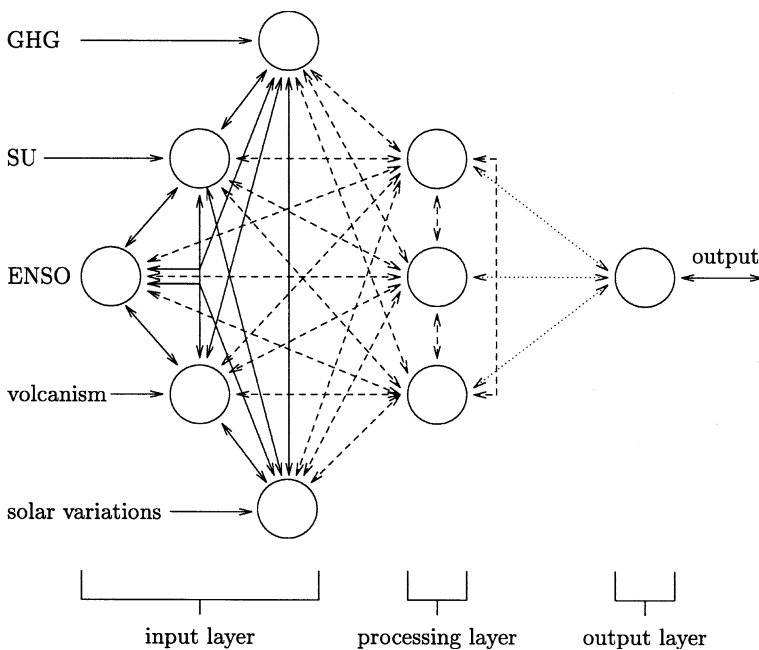 GHG
SU
ENSO
output
volcanism
solar variations
input layer
processing layer
output layer